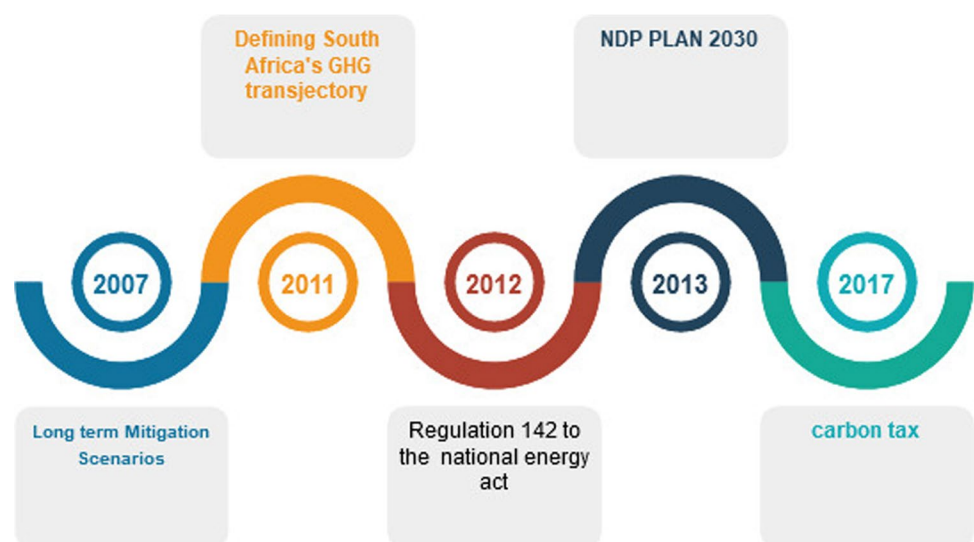 Defining South
Africa's GHG
transjectory
NDP PLAN 2030
2007
2011
2012
2013
2017
Long term Mitigation
Scenarios
Regulation 142 to
the national energy
act
carbon tax